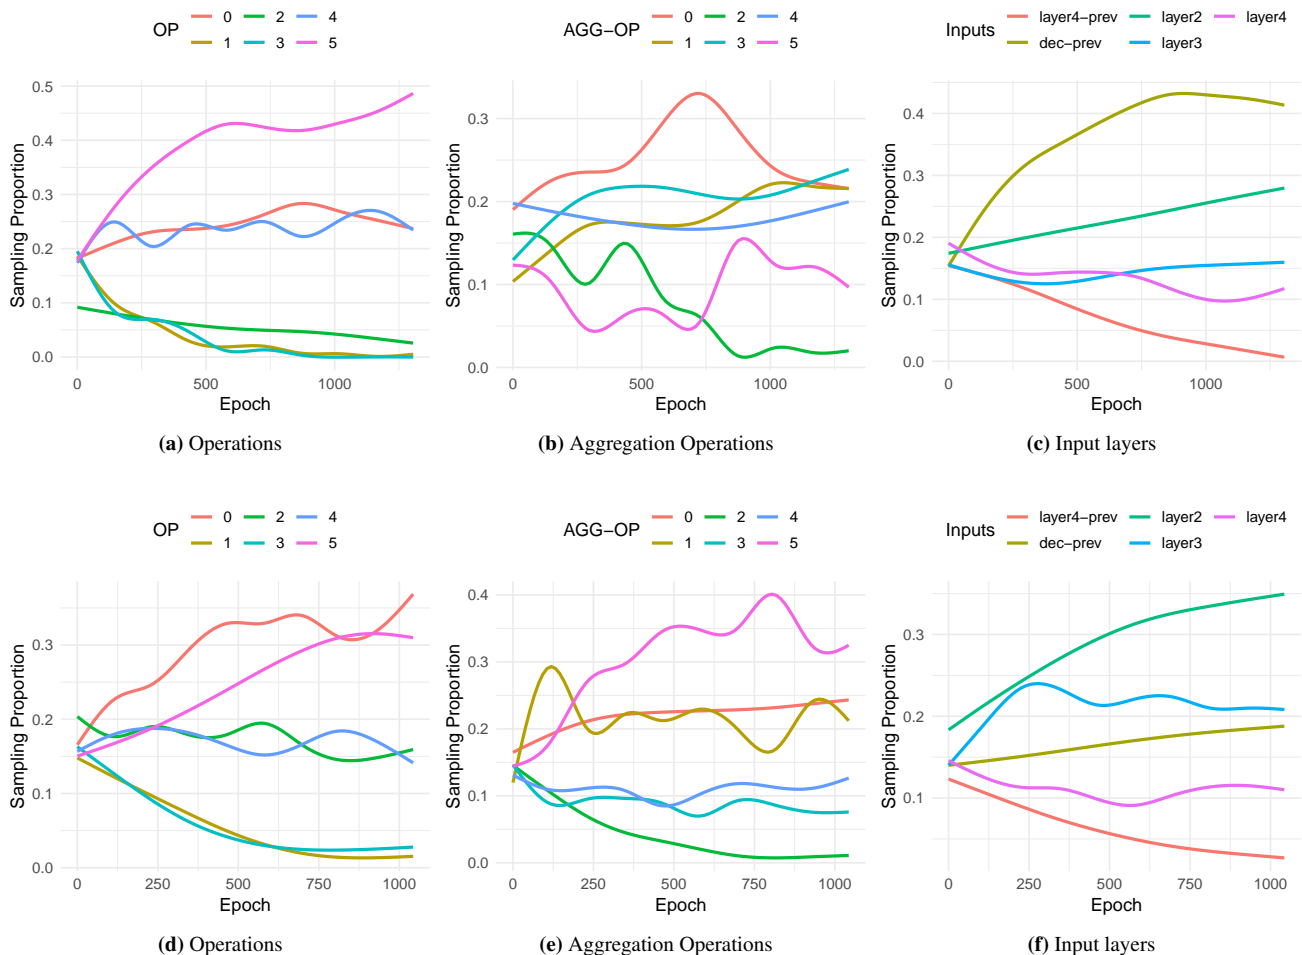 OP 0 2 4
1 3 5
AGG-OP 0 2 4
1 3 5
Inputs layer4-prev layer2 layer4
dec-prev layer3
Sampling Proportion
0.5
0.4
0.3
0.2
0.1
0.0
0 500 1000
Epoch
(a) Operations
Sampling Proportion
0.3
0.2
0.1
0.0
0 500 1000
Epoch
(b) Aggregation Operations
Sampling Proportion
0.4
0.3
0.2
0.1
0.0
0 500 1000
Epoch
(c) Input layers
OP 0 2 4
1 3 5
AGG-OP 0 2 4
1 3 5
Inputs layer4-prev layer2 layer4
dec-prev layer3
Sampling Proportion
0.3
0.2
0.1
0.0
0 250 500 750 1000
Epoch
(d) Operations
Sampling Proportion
0.4
0.3
0.2
0.1
0.0
0 250 500 750 1000
Epoch
(e) Aggregation Operations
Sampling Proportion
0.3
0.2
0.1
0 250 500 750 1000
Epoch
(f) Input layers